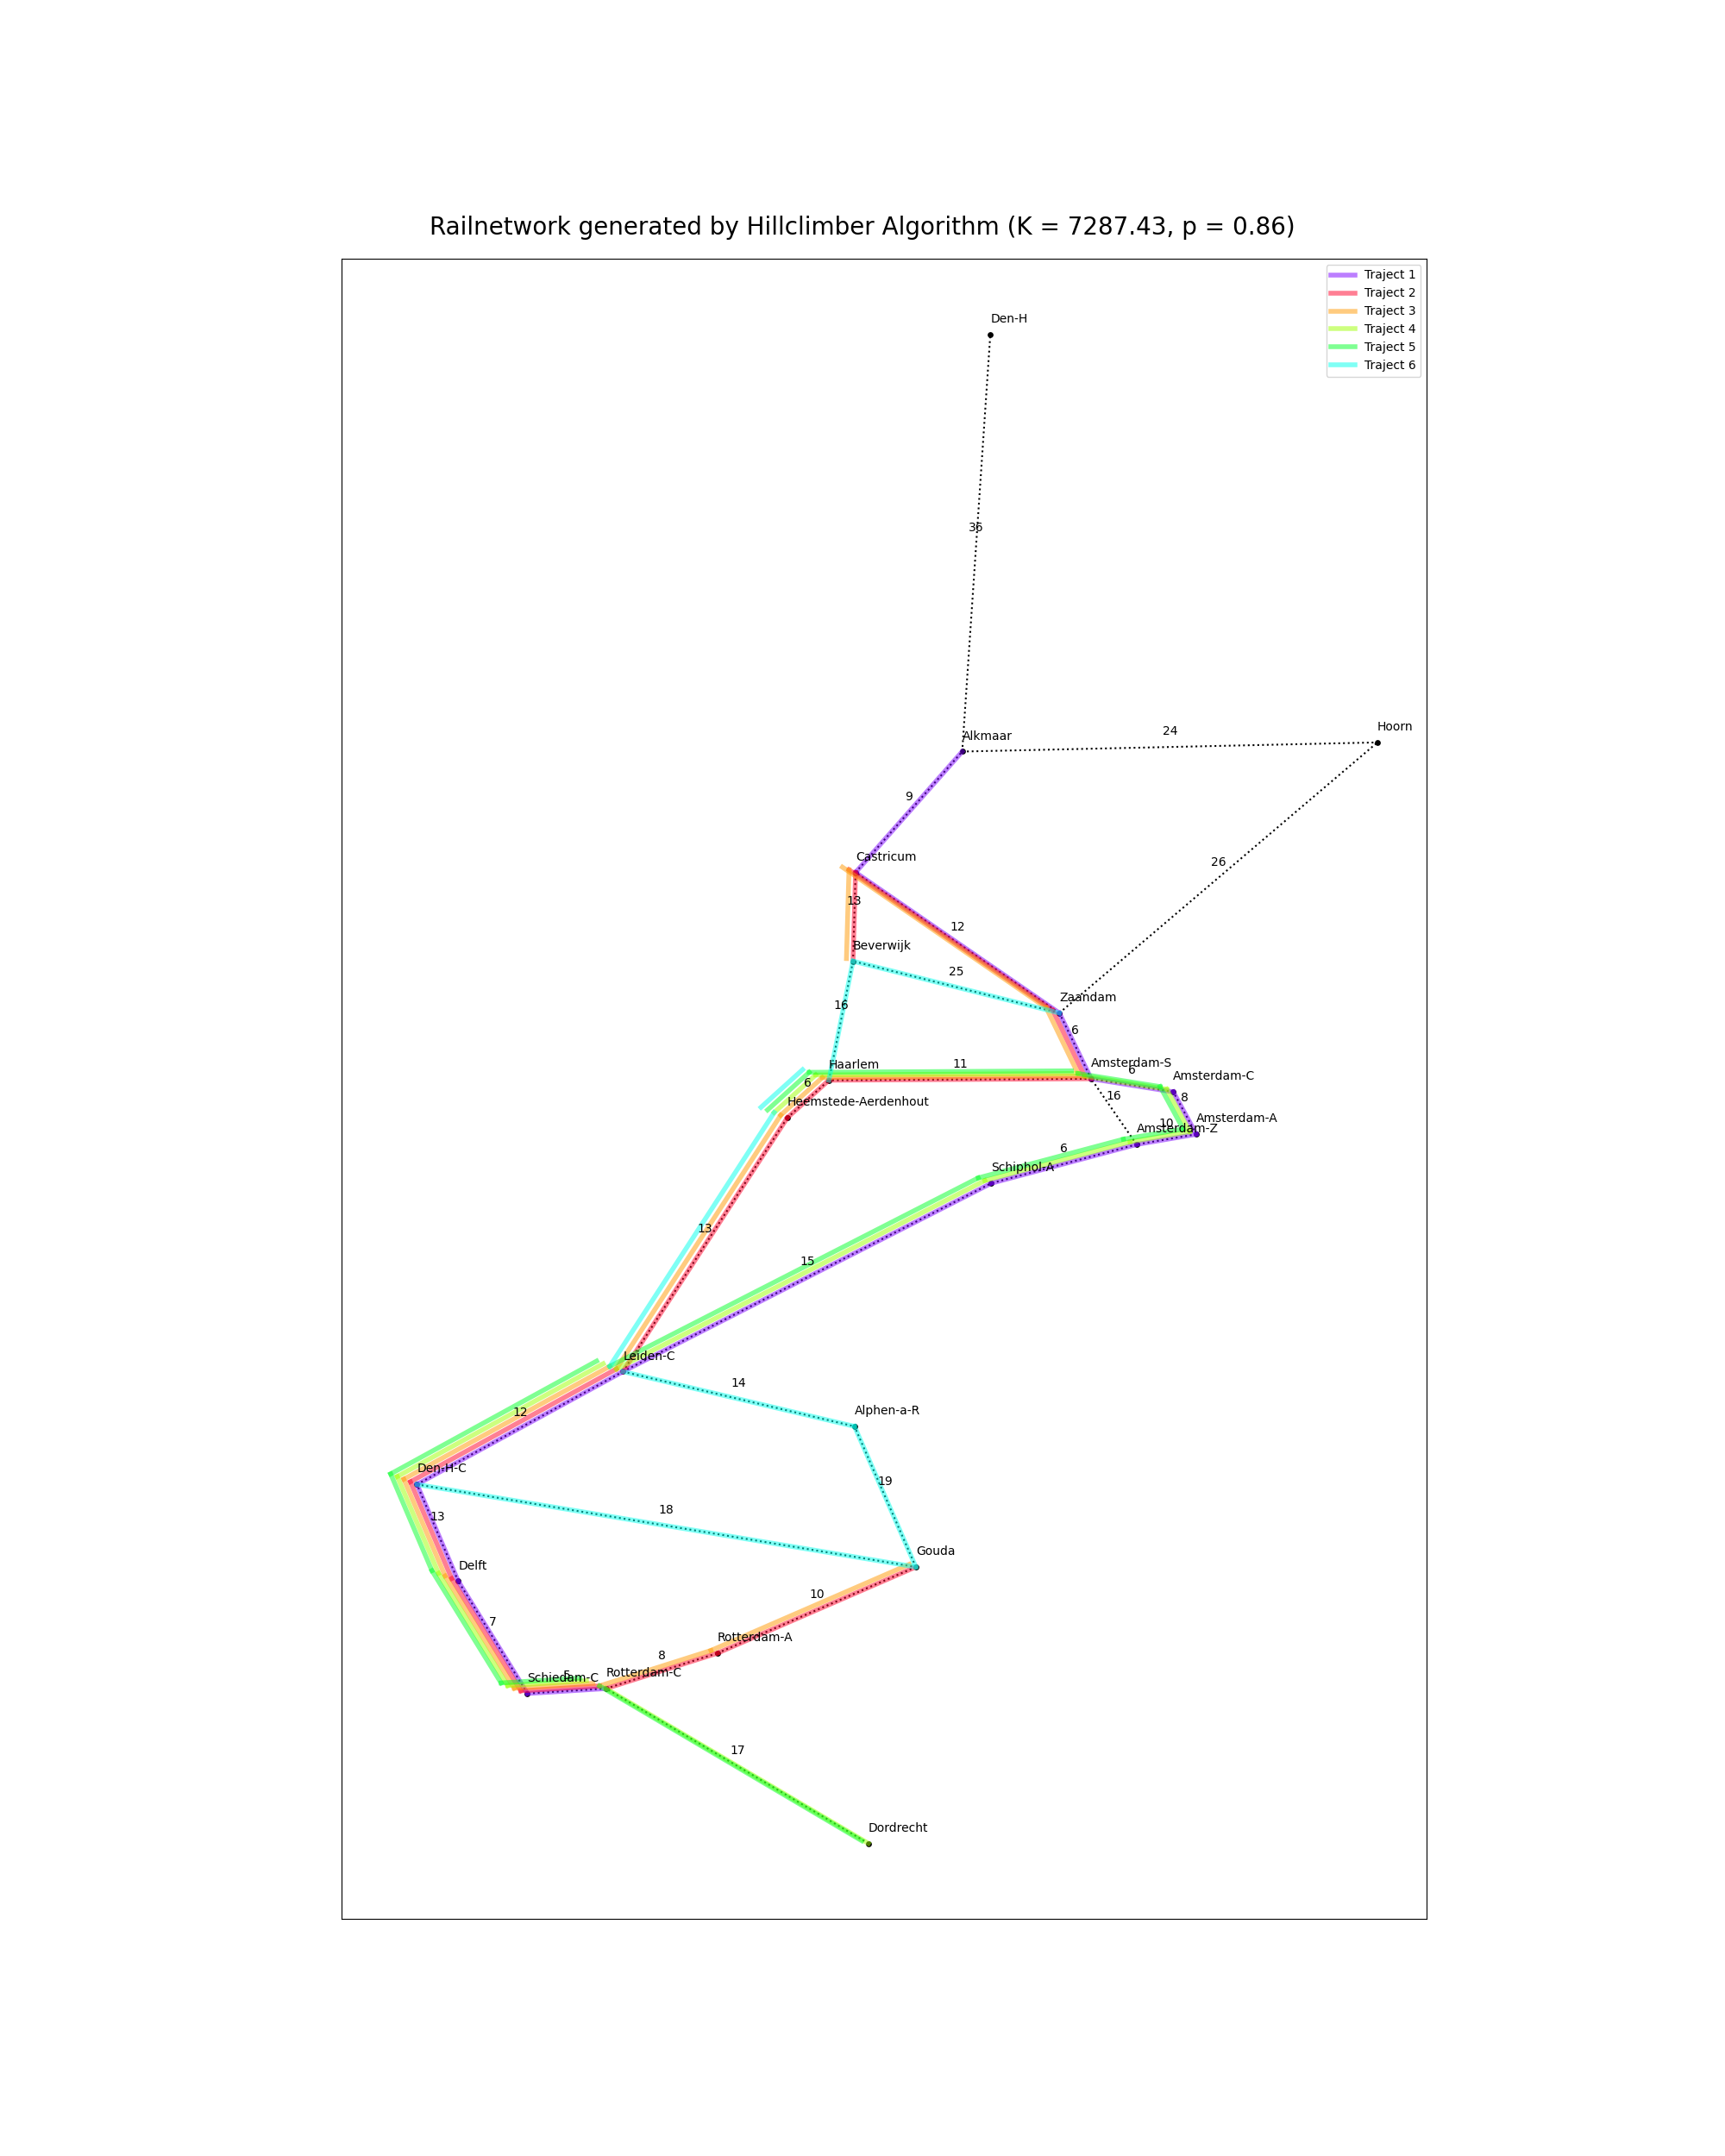 Railnetwork generated by Hillclimber Algorithm (K = 7287.43, p = 0.86)
Traject 1
Traject 2
Traject 3
Traject 4
Traject 5
Traject 6
Den-H
36
Alkmaar
24
Hoorn
9
Castricum
26
13
12
Beverwijk
25
Zaandam
16
6
Haarlem
11
Amsterdam-S
6
Amsterdam-C
6
16
8
Heemstede-Aerdenhout
10
Amsterdam-A
Amsterdam-Z
6
Schiphol-A
13
15
Leiden-C
14
12
Alphen-a-R
Den-H-C
19
18
13
Gouda
Delft
10
7
Rotterdam-A
8
5
Schiedam-C
Rotterdam-C
17
Dordrecht